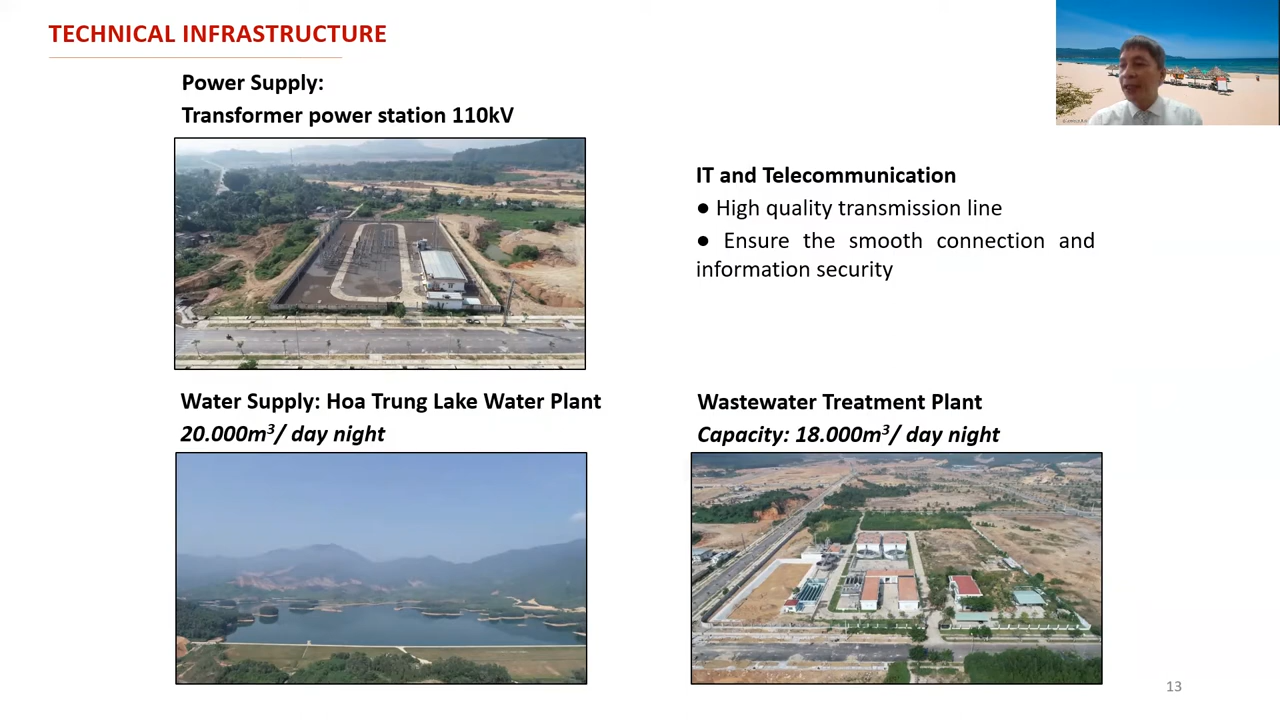 TECHNICAL INFRASTRUCTURE
Power Supply:
Transformer power station 110kV
IT and Telecommunication
● High quality transmission line
● Ensure the smooth connection and
information security
Water Supply: Hoa Trung Lake Water Plant
20.000m³/ day night
Wastewater Treatment Plant
Capacity: 18.000m³/ day night
13